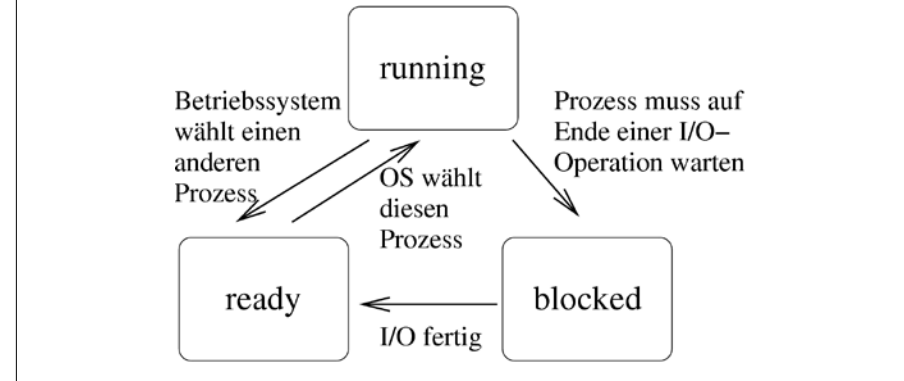 running
Betriebssystem
wählt einen
anderen
Prozess
Prozess muss auf
Ende einer I/O–
Operation warten
OS wählt
diesen
Prozess
ready
blocked
I/O fertig